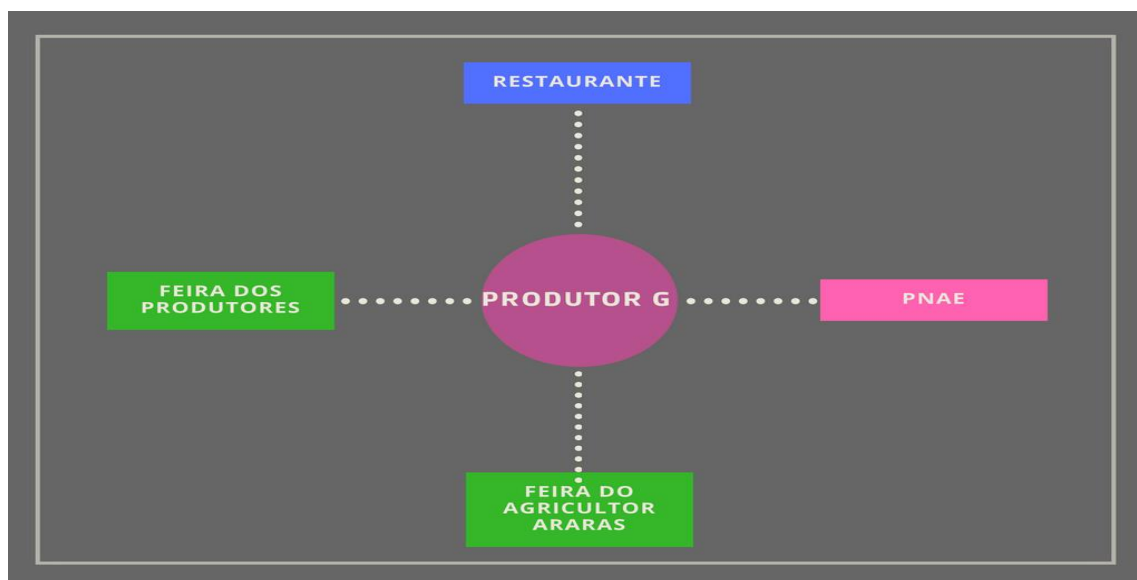 RESTAURANTE
FEIRA DOS
PRODUTORES
PRODUTOR G
PNAE
FEIRA DO
AGRICULTOR
ARARAS